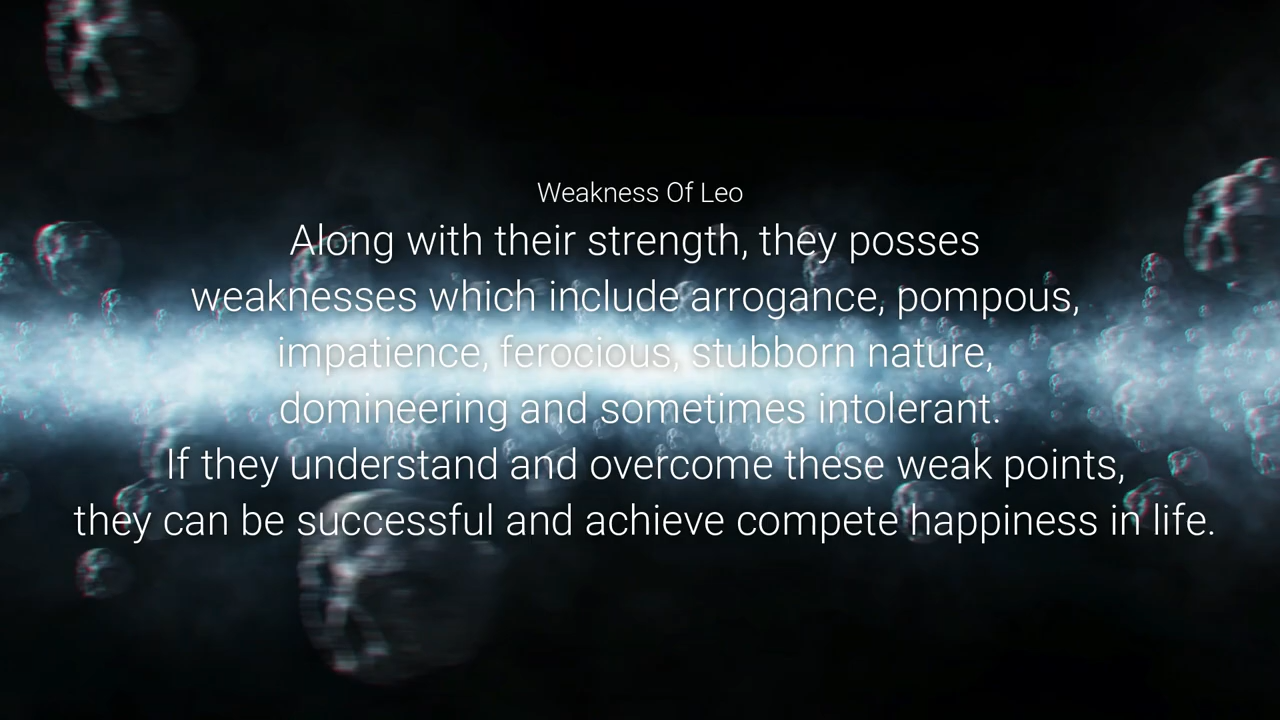 Weakness Of Leo
Along with their strength, they posses
weaknesses which include arrogance, pompous,
impatience, ferocious, stubborn nature,
domineering and sometimes intolerant.
If they understand and overcome these weak points,
they can be successful and achieve compete happiness in life.